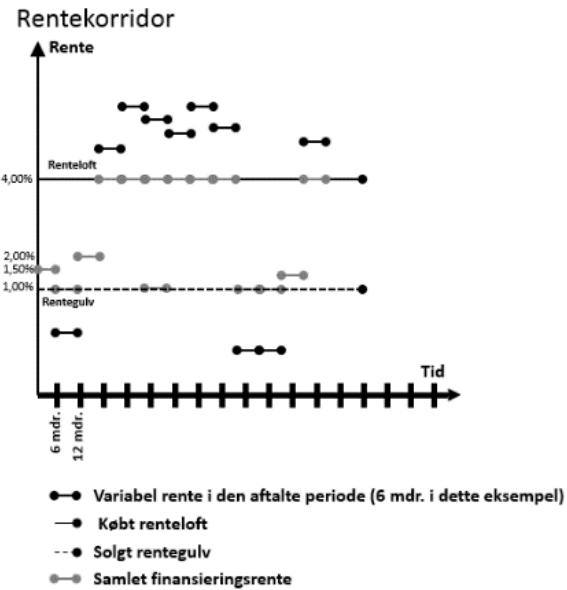 Rentekorridor
Rente
Renteloft
4,00%
2,00%
1,50%
1,00%
Rentegulv
Tid
6 mdr.
12 mdr.
Variabel rente i den aftalte periode (6 mdr. i dette eksempel)
Købt renteloft
Solgt rentegulv
Samlet finansieringsrente